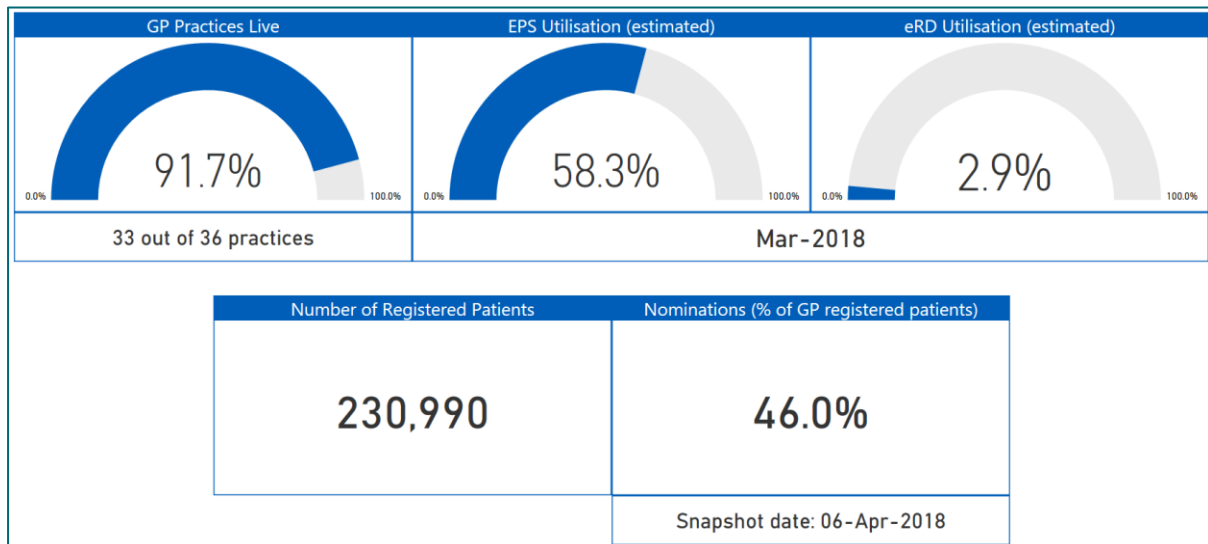 GP Practices Live
EPS Utilisation (estimated)
eRD Utilisation (estimated)
91.7%
0.0%
100.0%
58.3%
0.0%
100.0%
2.9%
0.0%
100.0%
33 out of 36 practices
Mar-2018
Number of Registered Patients
Nominations (% of GP registered patients)
230,990
46.0%
Snapshot date: 06-Apr-2018